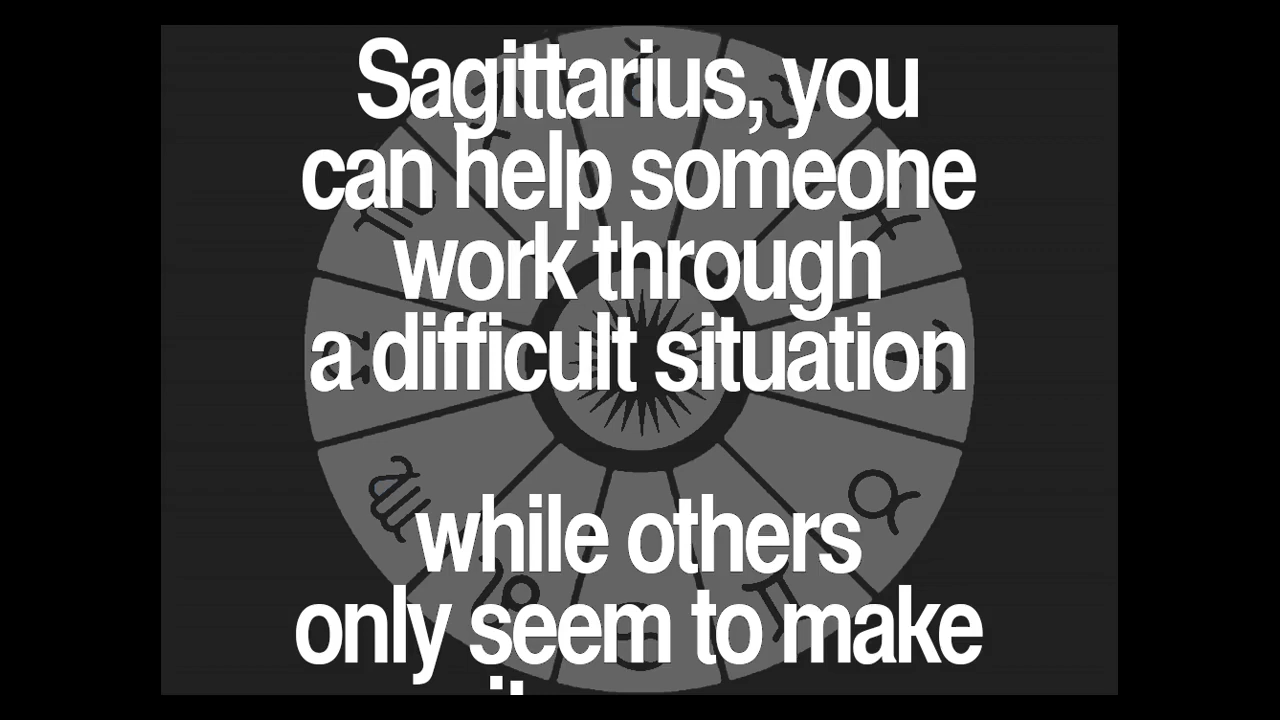 Sagittarius, you
can help someone
work through
a difficult situation
while others
only seem to make